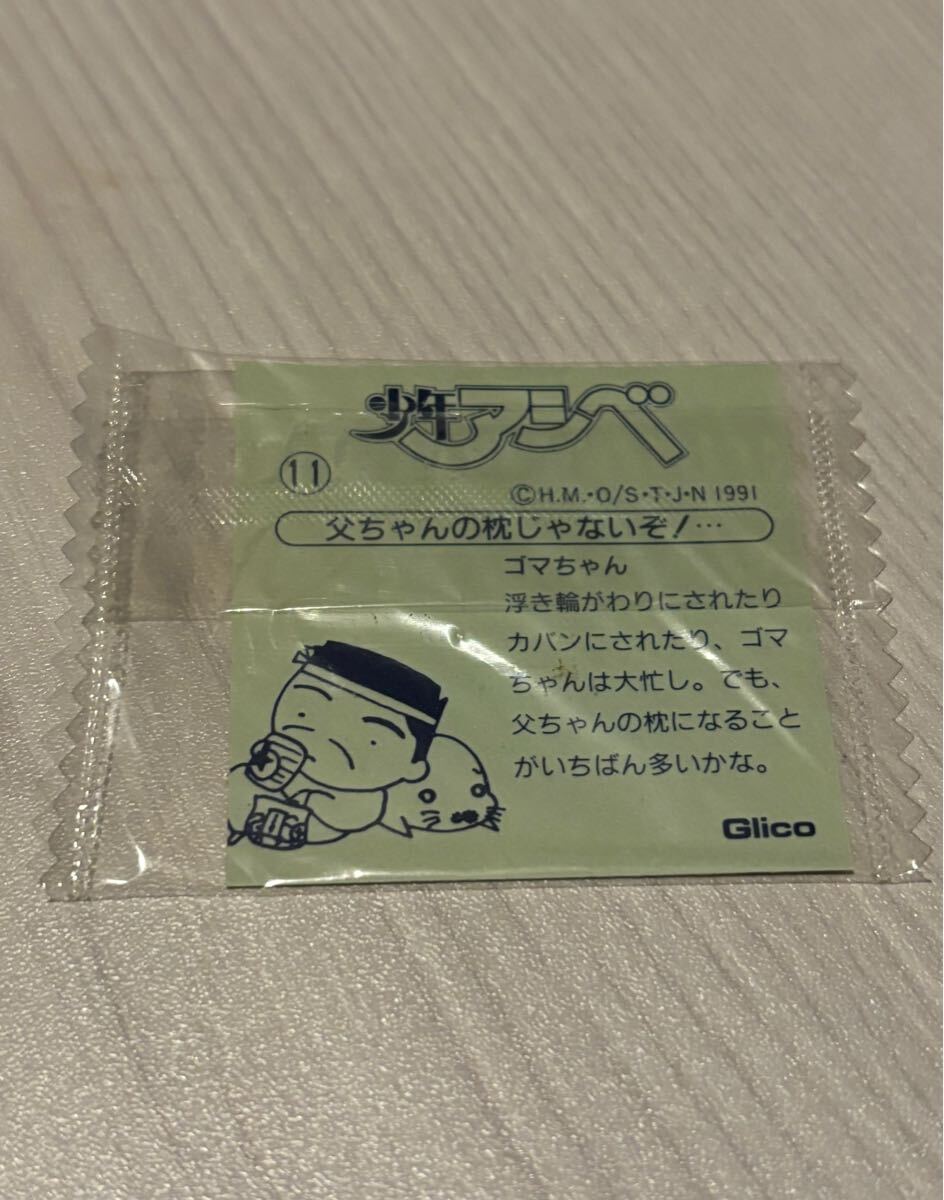 少年アシベ
11
©H.M.・O/S・T・J・N 1991
父ちゃんの枕じゃないぞ!…
ゴマちゃん
浮き輪がわりにされたり
カバンにされたり、ゴマ
ちゃんは大忙し。でも、
父ちゃんの枕になること
がいちばん多いかな。
Glico